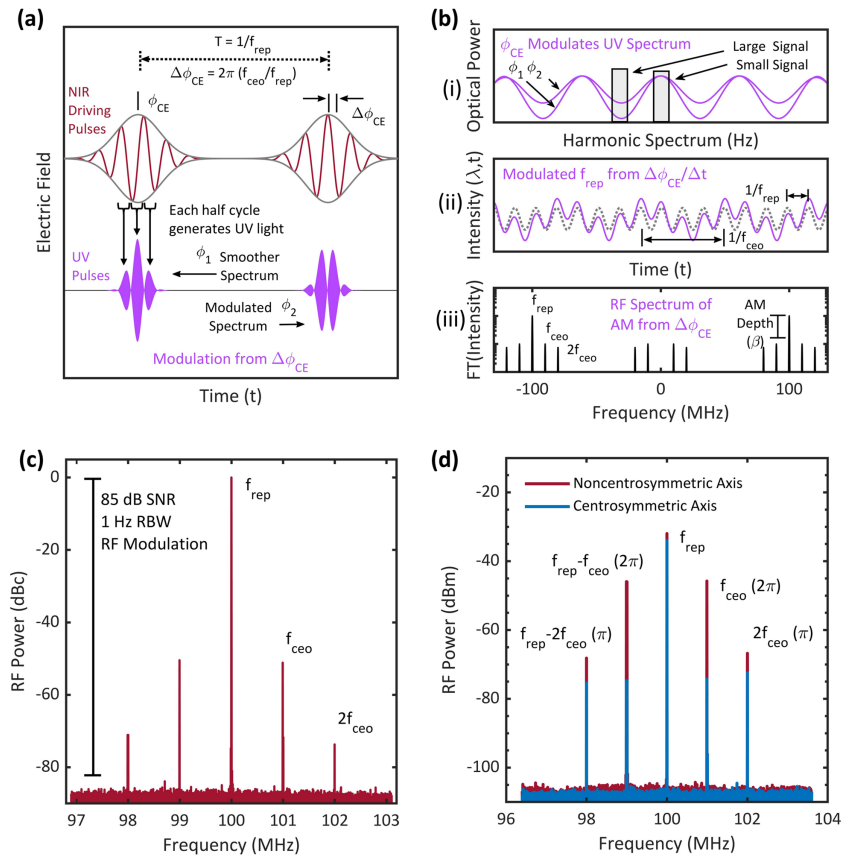 (a)
T = 1/f_rep
Δϕ_CE = 2π (f_ceo/f_rep)
NIR
Driving
Pulses
ϕ_CE
Δϕ_CE
Each half cycle
generates UV light
UV
Pulses
ϕ_1 Smoother
Spectrum
Modulated ϕ_2
Spectrum
Modulation from Δϕ_CE
Electric Field
Time (t)
(b)
(i)
Optical Power
ϕ_CE Modulates UV Spectrum
ϕ_1 ϕ_2
Large Signal
Small Signal
Harmonic Spectrum (Hz)
(ii)
Intensity (λ,t)
Modulated f_rep from Δϕ_CE/Δt
1/f_rep
1/f_ceo
Time (t)
(iii)
FT(Intensity)
f_rep
f_ceo
2f_ceo
RF Spectrum of
AM from Δϕ_CE
AM
Depth
(β)
-100 0 100
Frequency (MHz)
(c)
RF Power (dBc)
0
-20
-40
-60
-80
85 dB SNR
1 Hz RBW
RF Modulation
f_rep
f_ceo
2f_ceo
97 98 99 100 101 102 103
Frequency (MHz)
(d)
RF Power (dBm)
-20
-40
-60
-80
-100
Noncentrosymmetric Axis
Centrosymmetric Axis
f_rep
f_rep-f_ceo (2π)
f_ceo (2π)
f_rep-2f_ceo (π)
2f_ceo (π)
96 98 100 102 104
Frequency (MHz)